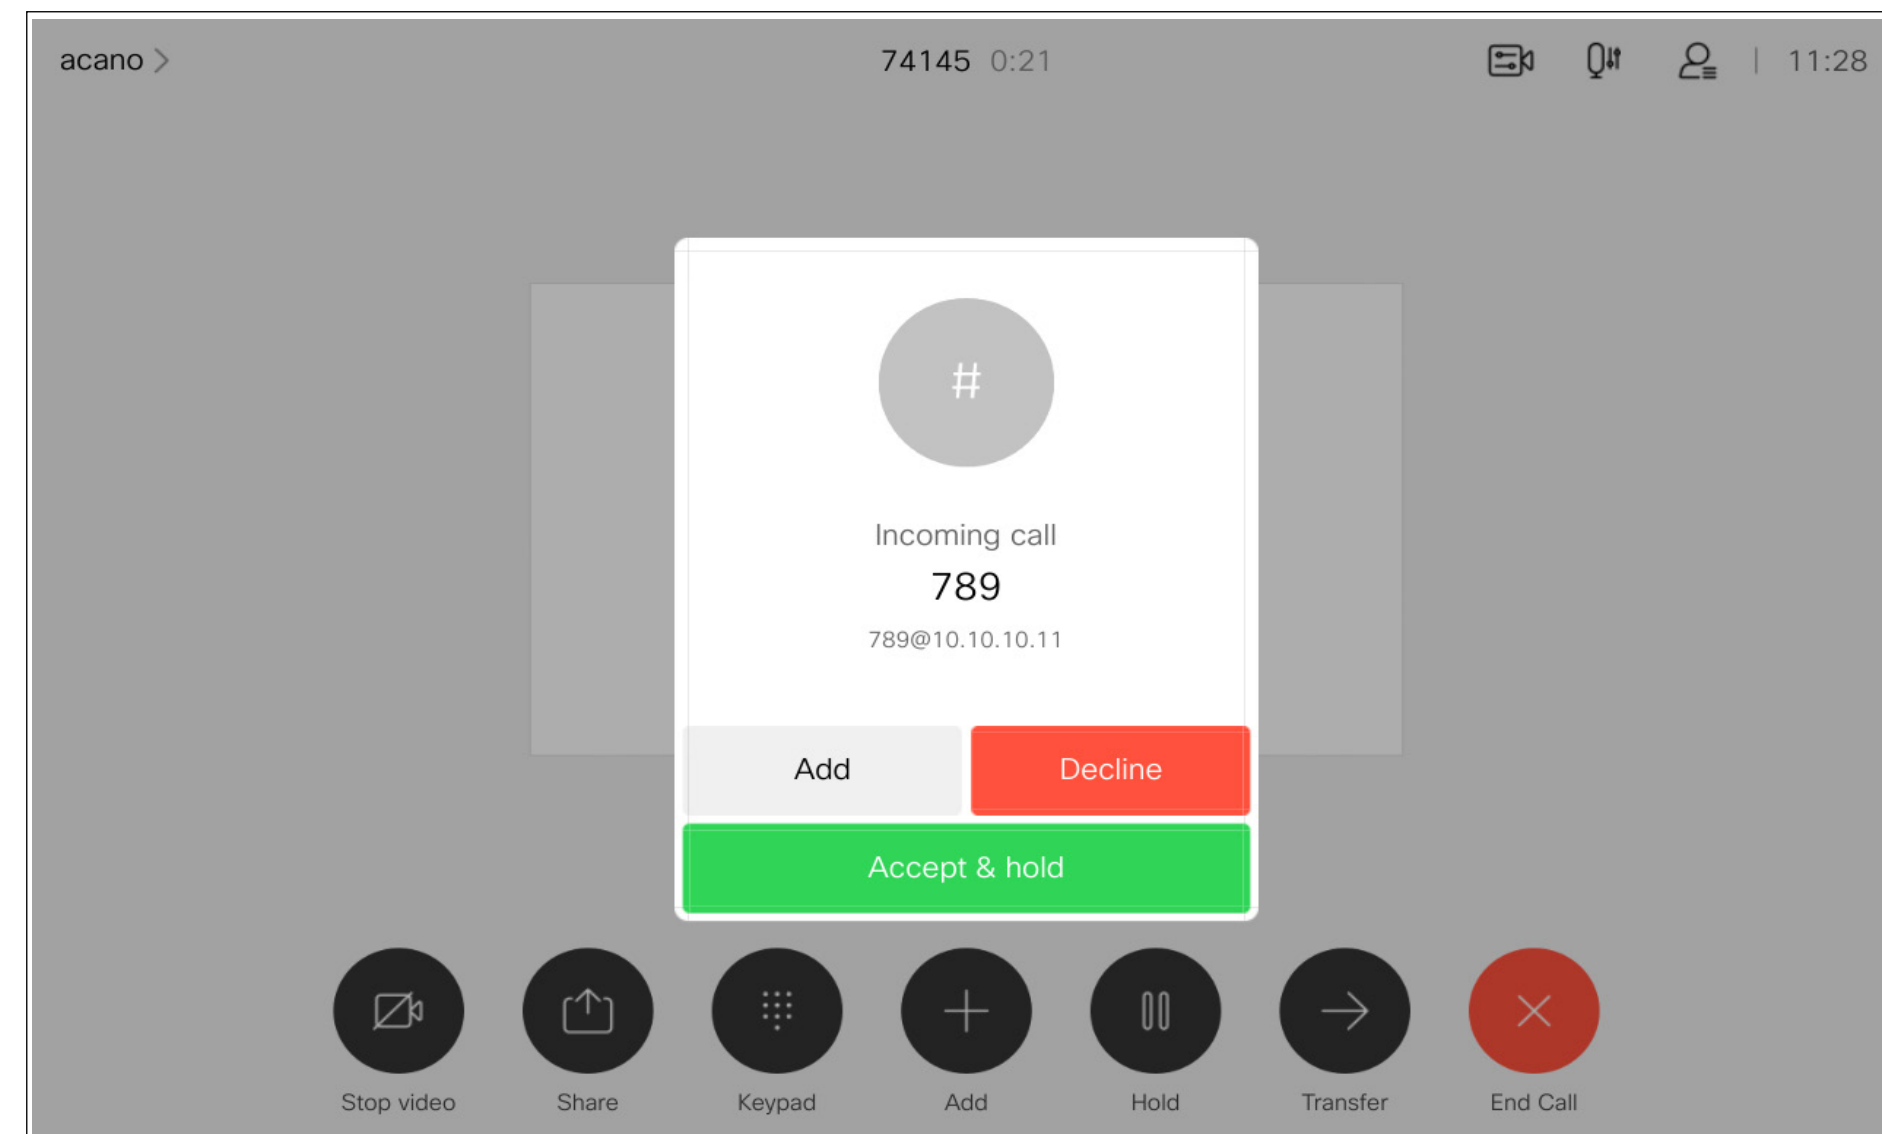 acano
74145 0:21
11:28
#
Incoming call
789
789@10.10.10.11
Add
Decline
Accept & hold
Stop video
Share
Keypad
Add
Hold
Transfer
End Call